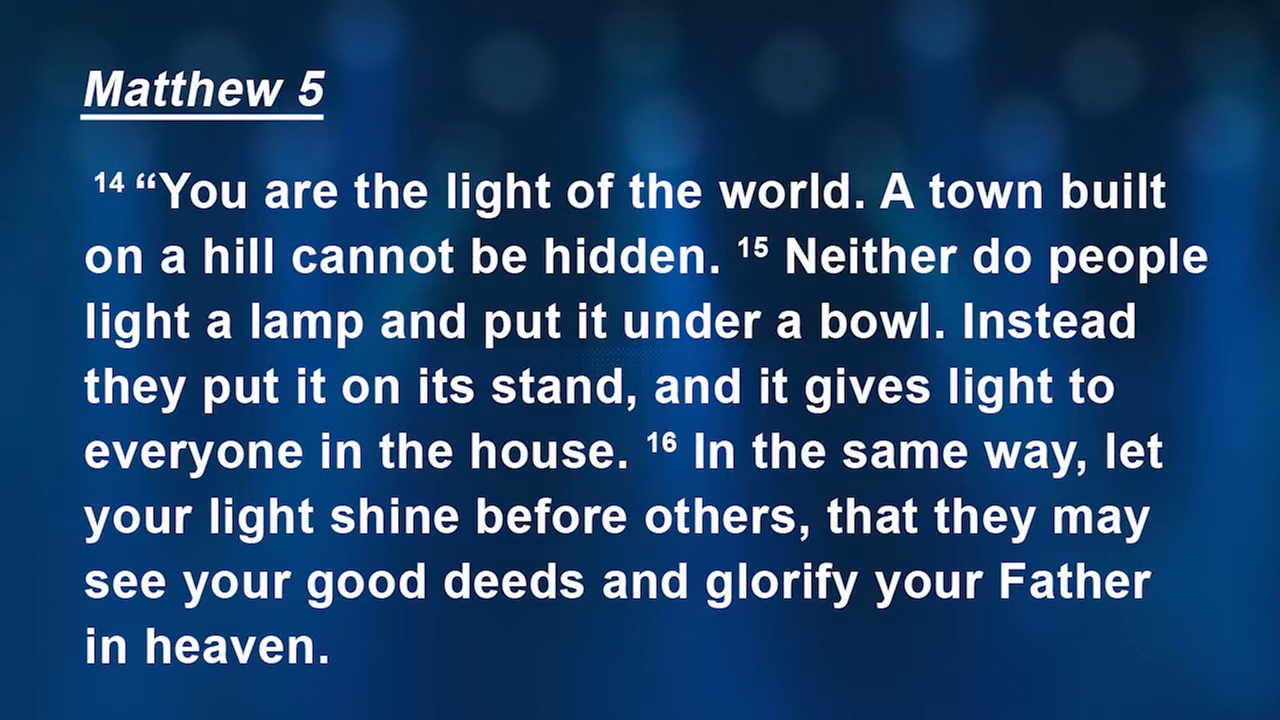 Matthew 5
14 “You are the light of the world. A town built
on a hill cannot be hidden. 15 Neither do people
light a lamp and put it under a bowl. Instead
they put it on its stand, and it gives light to
everyone in the house. 16 In the same way, let
your light shine before others, that they may
see your good deeds and glorify your Father
in heaven.